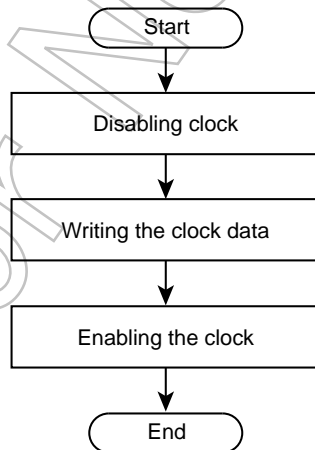 Start
Disabling clock
Writing the clock data
Enabling the clock
End